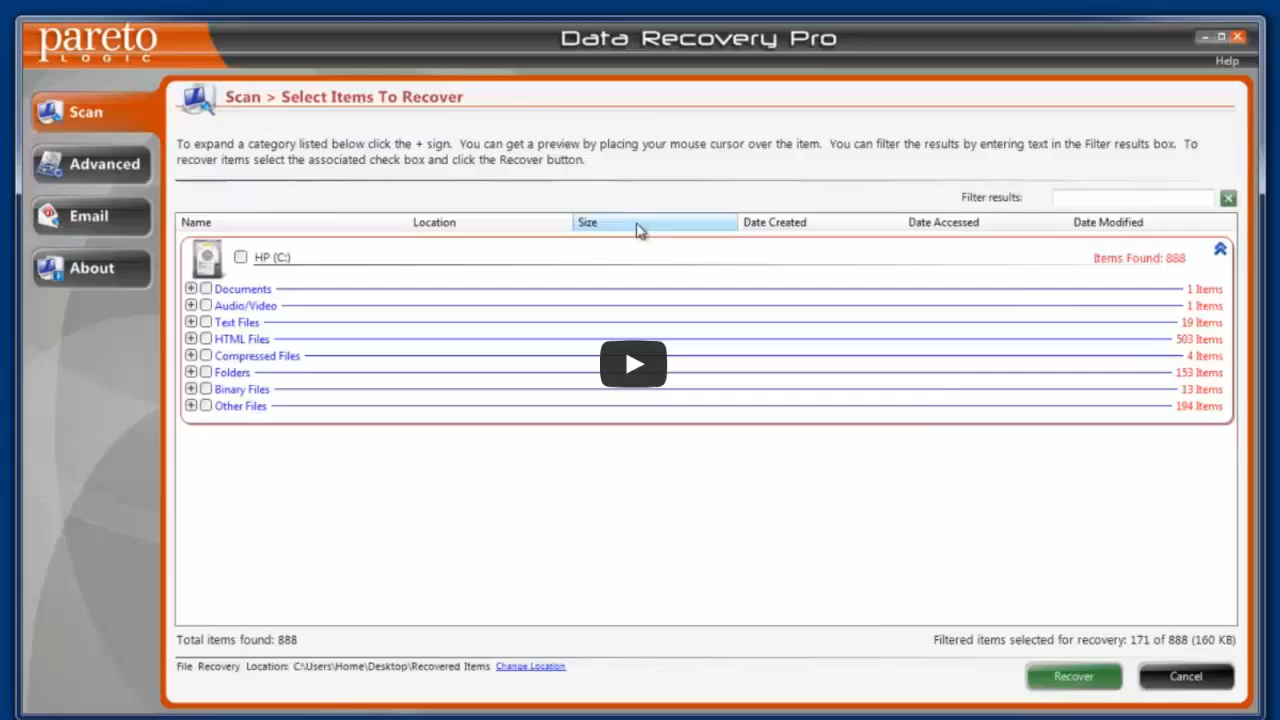 pareto
LOGIC
Data Recovery Pro
Help
Scan
Advanced
Email
About
Scan > Select Items To Recover
To expand a category listed below click the + sign. You can get a preview by placing your mouse cursor over the item. You can filter the results by entering text in the Filter results box. To
recover items select the associated check box and click the Recover button.
Filter results:
Name Location Size Date Created Date Accessed Date Modified
HP (C:) Items Found: 888
Documents 1 Items
Audio/Video 1 Items
Text Files 19 Items
HTML Files 503 Items
Compressed Files 4 Items
Folders 153 Items
Binary Files 13 Items
Other Files 194 Items
Total items found: 888 Filtered items selected for recovery: 171 of 888 (160 KB)
File Recovery Location: C:\Users\Home\Desktop\Recovered Items Change Location
Recover Cancel